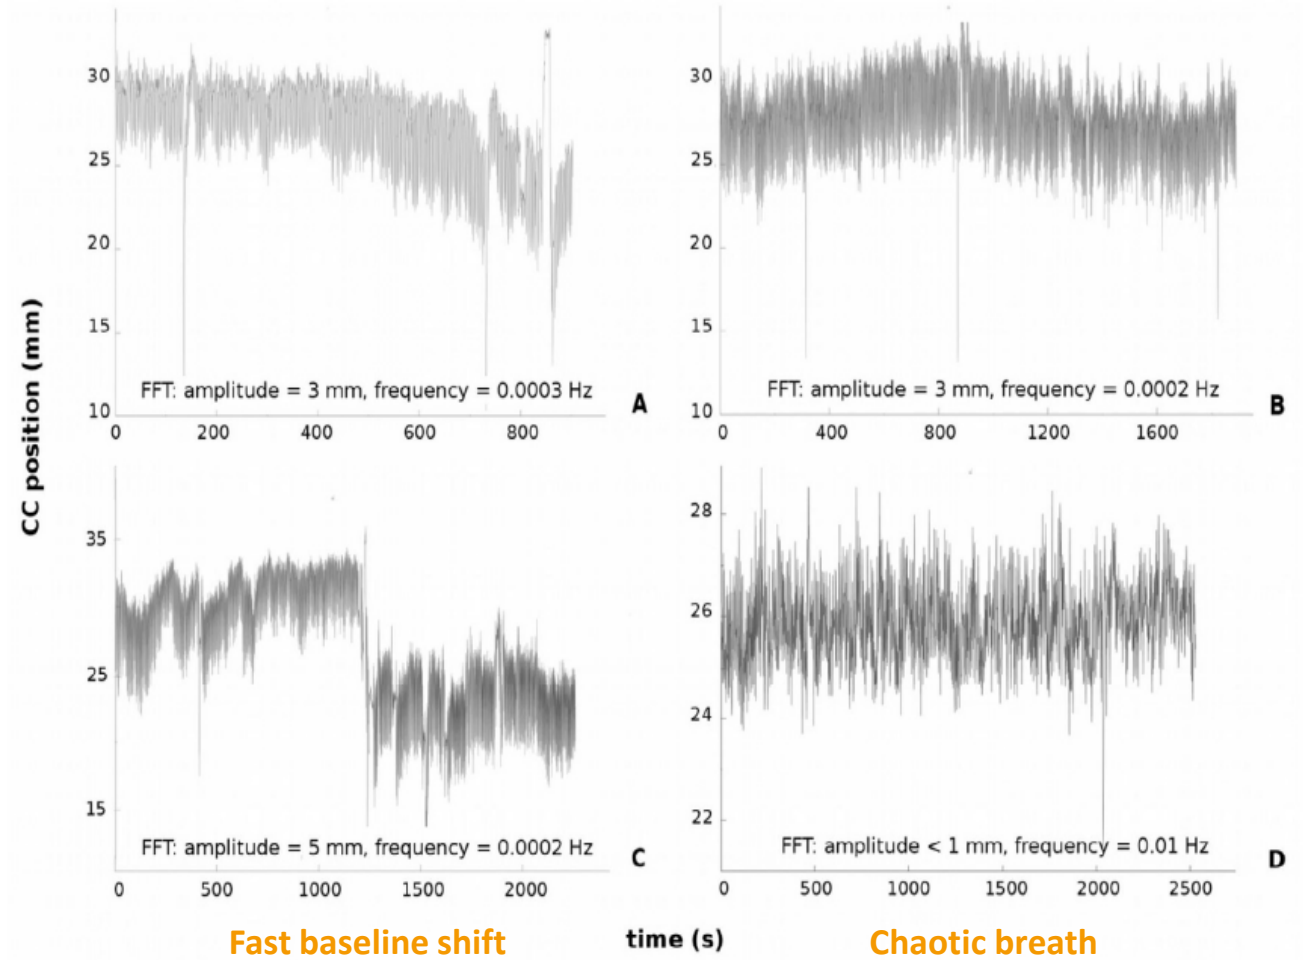 30
25
20
15
10
FFT: amplitude = 3 mm, frequency = 0.0003 Hz
A
0 200 400 600 800
30
25
20
15
10
FFT: amplitude = 3 mm, frequency = 0.0002 Hz
B
0 400 800 1200 1600
CC position (mm)
35
25
15
FFT: amplitude = 5 mm, frequency = 0.0002 Hz
C
0 500 1000 1500 2000
28
26
24
22
FFT: amplitude < 1 mm, frequency = 0.01 Hz
D
0 500 1000 1500 2000 2500
Fast baseline shift
time (s)
Chaotic breath